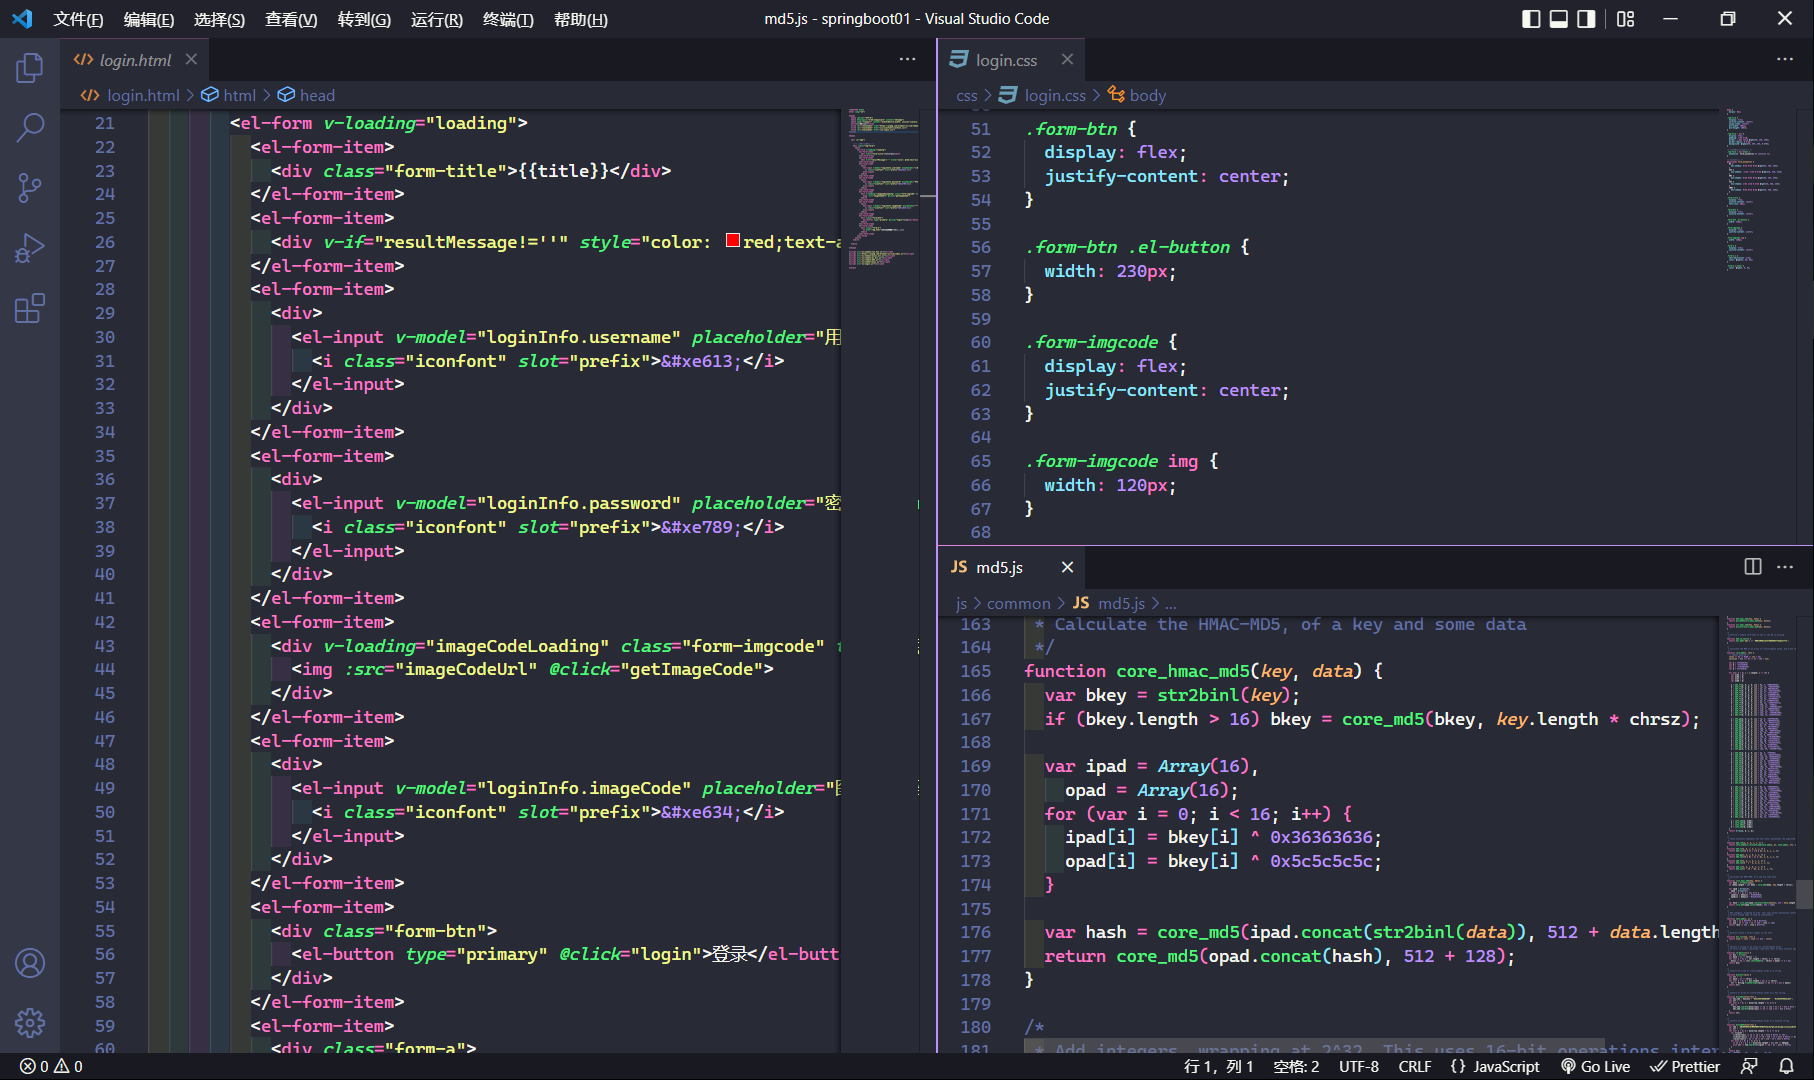 文件(F) 编辑(E) 选择(S) 查看(V) 转到(G) 运行(R) 终端(T) 帮助(H)
md5.js - springboot01 - Visual Studio Code
login.html
login.html > html > head
21 <el-form v-loading="loading">
22 <el-form-item>
23 <div class="form-title">{{title}}</div>
24 </el-form-item>
25 <el-form-item>
26 <div v-if="resultMessage!=''" style="color: red;text-a
27 </el-form-item>
28 <el-form-item>
29 <div>
30 <el-input v-model="loginInfo.username" placeholder="用
31 <i class="iconfont" slot="prefix">&#xe613;</i>
32 </el-input>
33 </div>
34 </el-form-item>
35 <el-form-item>
36 <div>
37 <el-input v-model="loginInfo.password" placeholder="密
38 <i class="iconfont" slot="prefix">&#xe789;</i>
39 </el-input>
40 </div>
41 </el-form-item>
42 <el-form-item>
43 <div v-loading="imageCodeLoading" class="form-imgcode"
44 <img :src="imageCodeUrl" @click="getImageCode">
45 </div>
46 </el-form-item>
47 <el-form-item>
48 <div>
49 <el-input v-model="loginInfo.imageCode" placeholder="
50 <i class="iconfont" slot="prefix">&#xe634;</i>
51 </el-input>
52 </div>
53 </el-form-item>
54 <el-form-item>
55 <div class="form-btn">
56 <el-button type="primary" @click="login">登录</el-butt
57 </div>
58 </el-form-item>
59 <el-form-item>
60 <div class="form-a">
login.css
css > login.css > body
51 .form-btn {
52 display: flex;
53 justify-content: center;
54 }
55
56 .form-btn .el-button {
57 width: 230px;
58 }
59
60 .form-imgcode {
61 display: flex;
62 justify-content: center;
63 }
64
65 .form-imgcode img {
66 width: 120px;
67 }
68
JS md5.js
js > common > JS md5.js > ...
163 * Calculate the HMAC-MD5, of a key and some data
164 */
165 function core_hmac_md5(key, data) {
166 var bkey = str2binl(key);
167 if (bkey.length > 16) bkey = core_md5(bkey, key.length * chrsz);
168
169 var ipad = Array(16),
170 opad = Array(16);
171 for (var i = 0; i < 16; i++) {
172 ipad[i] = bkey[i] ^ 0x36363636;
173 opad[i] = bkey[i] ^ 0x5c5c5c5c;
174 }
175
176 var hash = core_md5(ipad.concat(str2binl(data)), 512 + data.length
177 return core_md5(opad.concat(hash), 512 + 128);
178 }
179
180 /*
181 * Add integers, wrapping at 2^32. This uses 16-bit operations inter
0 0 行 1, 列 1 空格: 2 UTF-8 CRLF {} JavaScript Go Live Prettier